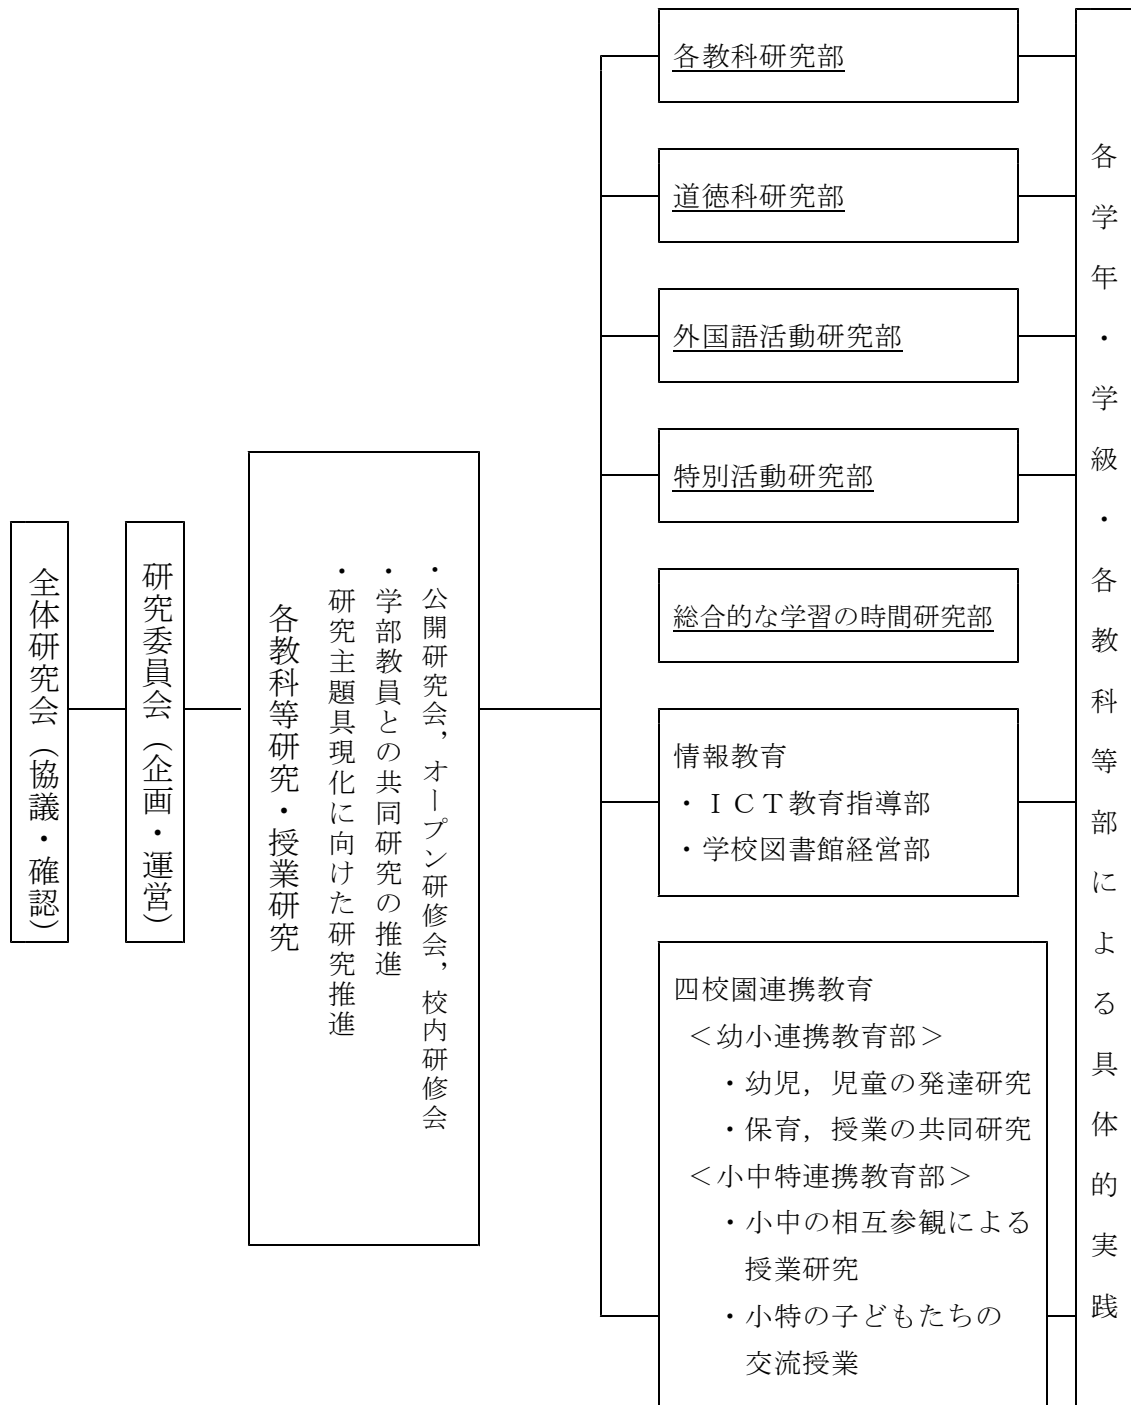 全体研究会（協議・確認）
研究委員会（企画・運営）
各教科等研究・授業研究
・研究主題具現化に向けた研究推進
・学部教員との共同研究の推進
・公開研究会，オープン研修会，校内研修会
各教科研究部
道徳科研究部
外国語活動研究部
特別活動研究部
総合的な学習の時間研究部
情報教育
・ＩＣＴ教育指導部
・学校図書館経営部
四校園連携教育
＜幼小連携教育部＞
・幼児，児童の発達研究
・保育，授業の共同研究
＜小中特連携教育部＞
・小中の相互参観による
授業研究
・小特の子どもたちの
交流授業
各学年・学級・各教科等部による具体的実践